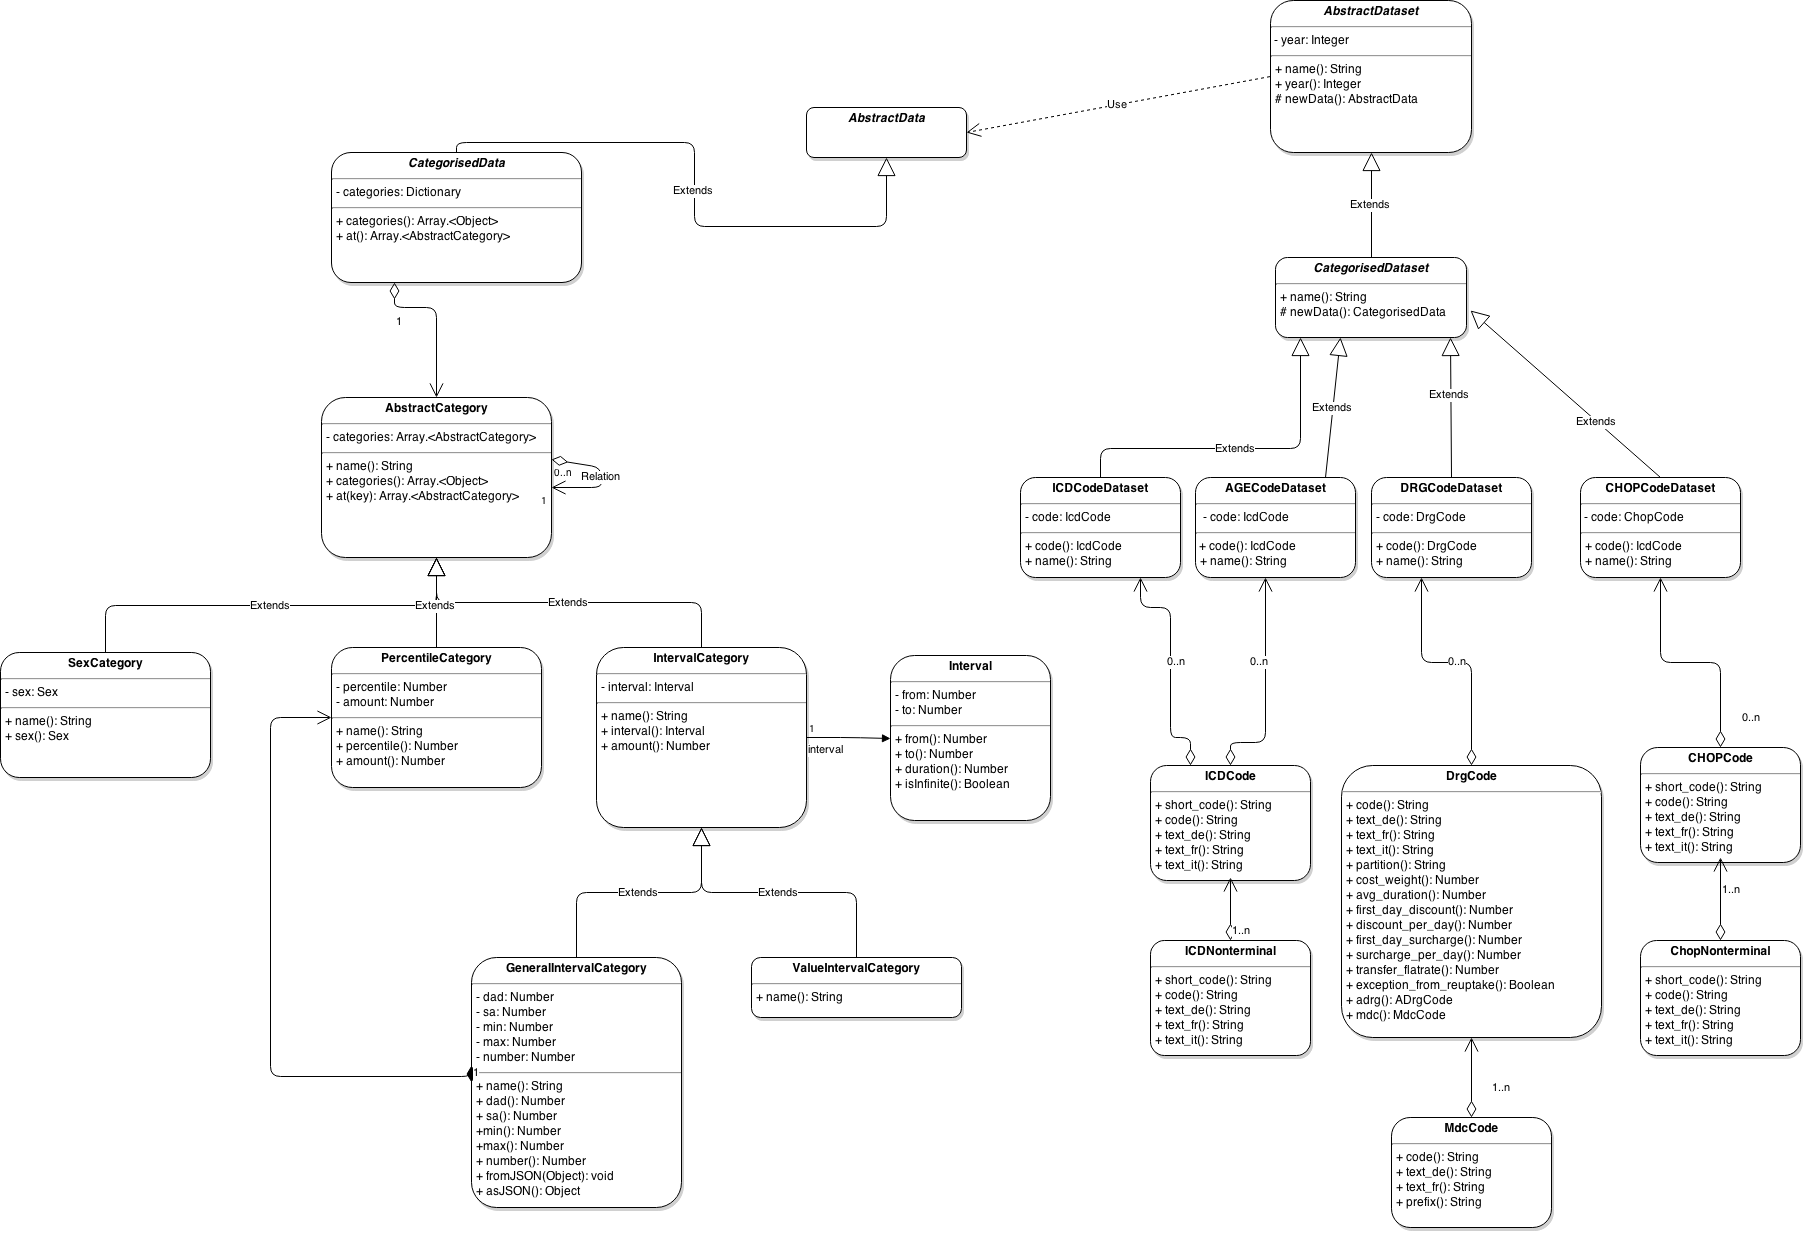 AbstractDataset
- year: Integer
+ name(): String
+ year(): Integer
# newData(): AbstractData
Use
AbstractData
CategorisedData
- categories: Dictionary
+ categories(): Array.<Object>
+ at(): Array.<AbstractCategory>
Extends
Extends
CategorisedDataset
+ name(): String
# newData(): CategorisedData
1
AbstractCategory
- categories: Array.<AbstractCategory>
+ name(): String
+ categories(): Array.<Object>
+ at(key): Array.<AbstractCategory>
0..n
Relation
1
Extends
Extends
Extends
Extends
ICDCodeDataset
- code: IcdCode
+ code(): IcdCode
+ name(): String
AGECodeDataset
- code: IcdCode
+ code(): IcdCode
+ name(): String
DRGCodeDataset
- code: DrgCode
+ code(): DrgCode
+ name(): String
CHOPCodeDataset
- code: ChopCode
+ code(): IcdCode
+ name(): String
Extends
Extends
Extends
SexCategory
- sex: Sex
+ name(): String
+ sex(): Sex
PercentileCategory
- percentile: Number
- amount: Number
+ name(): String
+ percentile(): Number
+ amount(): Number
IntervalCategory
- interval: Interval
+ name(): String
+ interval(): Interval
+ amount(): Number
1
interval
Interval
- from: Number
- to: Number
+ from(): Number
+ to(): Number
+ duration(): Number
+ isInfinite(): Boolean
0..n
0..n
0..n
0..n
ICDCode
+ short_code(): String
+ code(): String
+ text_de(): String
+ text_fr(): String
+ text_it(): String
DrgCode
+ code(): String
+ text_de(): String
+ text_fr(): String
+ text_it(): String
+ partition(): String
+ cost_weight(): Number
+ avg_duration(): Number
+ first_day_discount(): Number
+ discount_per_day(): Number
+ first_day_surcharge(): Number
+ surcharge_per_day(): Number
+ transfer_flatrate(): Number
+ exception_from_reuptake(): Boolean
+ adrg(): ADrgCode
+ mdc(): MdcCode
CHOPCode
+ short_code(): String
+ code(): String
+ text_de(): String
+ text_fr(): String
+ text_it(): String
Extends
Extends
1..n
1..n
GeneralIntervalCategory
- dad: Number
- sa: Number
- min: Number
- max: Number
- number: Number
1
+ name(): String
+ dad(): Number
+ sa(): Number
+min(): Number
+max(): Number
+ number(): Number
+ fromJSON(Object): void
+ asJSON(): Object
ValueIntervalCategory
+ name(): String
ICDNonterminal
+ short_code(): String
+ code(): String
+ text_de(): String
+ text_fr(): String
+ text_it(): String
ChopNonterminal
+ short_code(): String
+ code(): String
+ text_de(): String
+ text_fr(): String
+ text_it(): String
1..n
MdcCode
+ code(): String
+ text_de(): String
+ text_fr(): String
+ prefix(): String